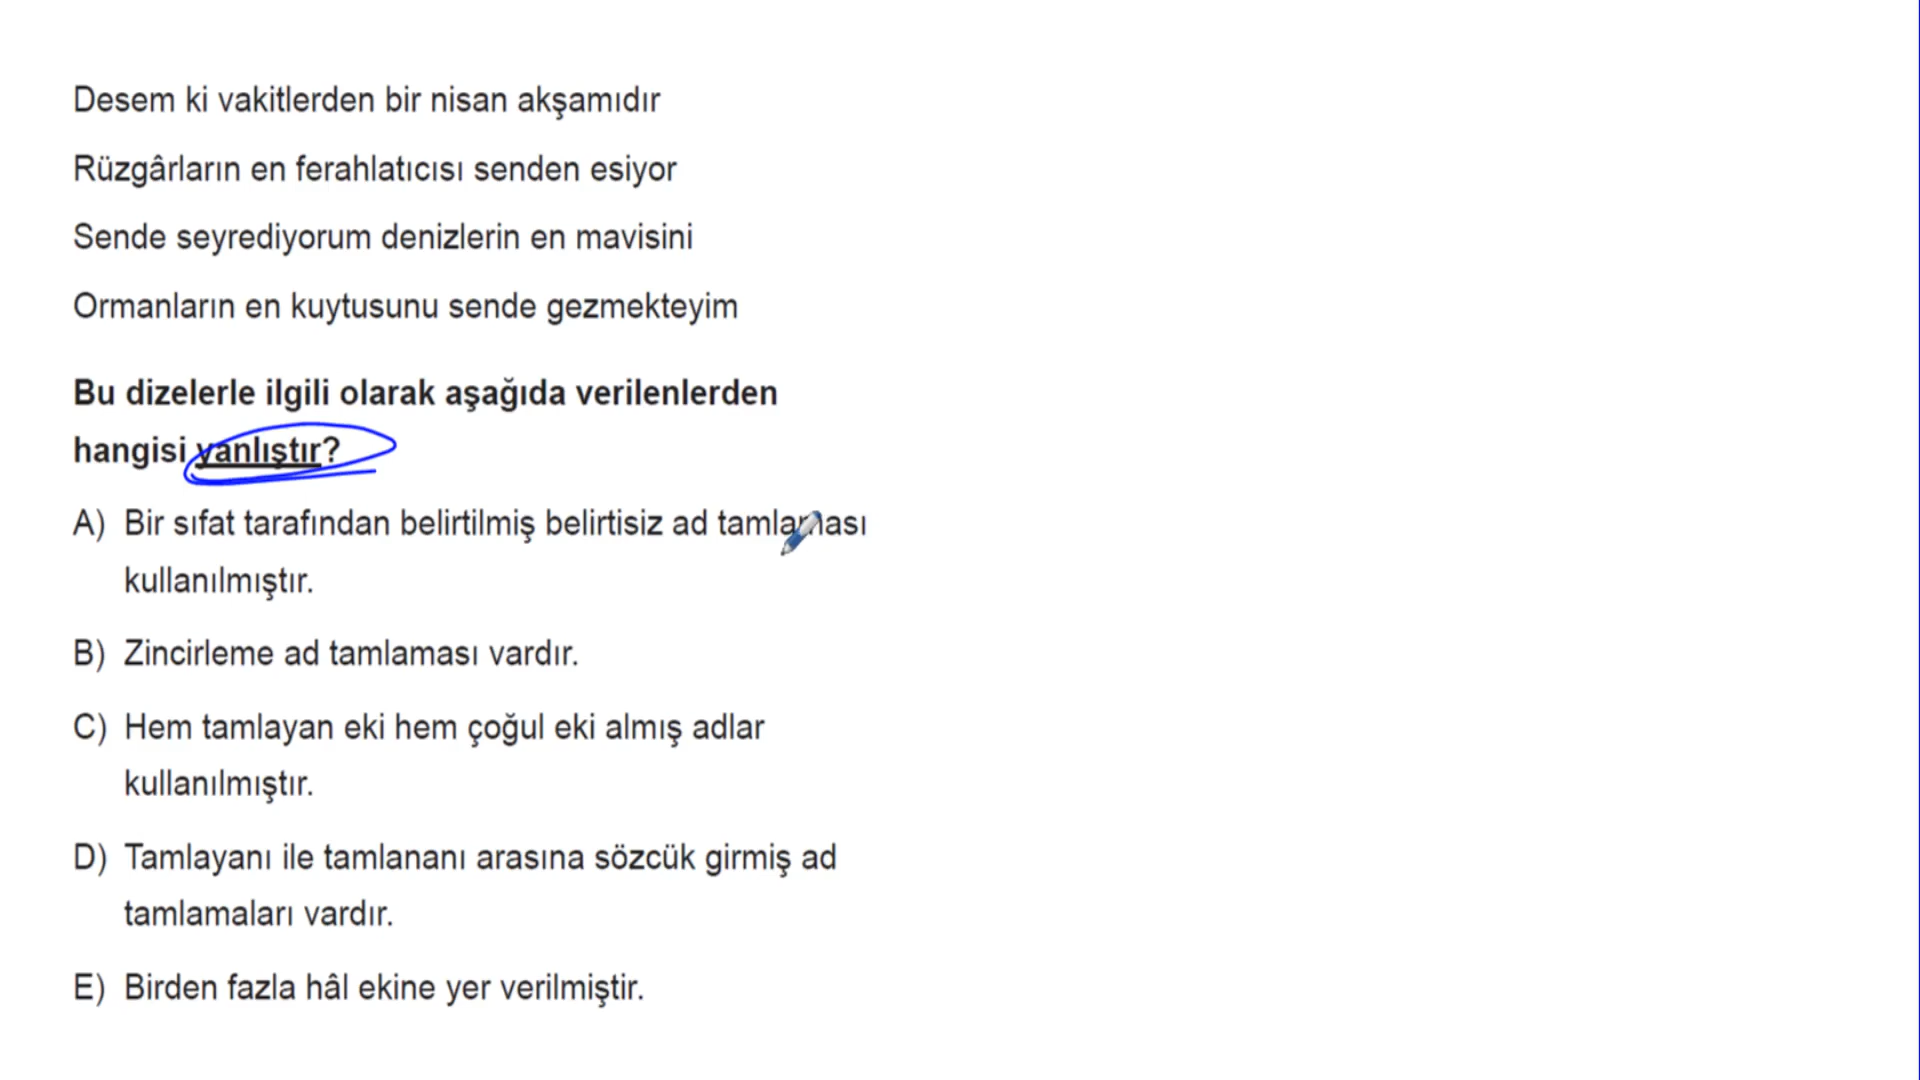 Desem ki vakitlerden bir nisan akşamıdır
Rüzgârların en ferahlatıcısı senden esiyor
Sende seyrediyorum denizlerin en mavisini
Ormanların en kuytusunu sende gezmekteyim
Bu dizelerle ilgili olarak aşağıda verilenlerden
hangisi yanlıştır?
A) Bir sıfat tarafından belirtilmiş belirtisiz ad tamlaması
kullanılmıştır.
B) Zincirleme ad tamlaması vardır.
C) Hem tamlayan eki hem çoğul eki almış adlar
kullanılmıştır.
D) Tamlayanı ile tamlananı arasına sözcük girmiş ad
tamlamaları vardır.
E) Birden fazla hâl ekine yer verilmiştir.